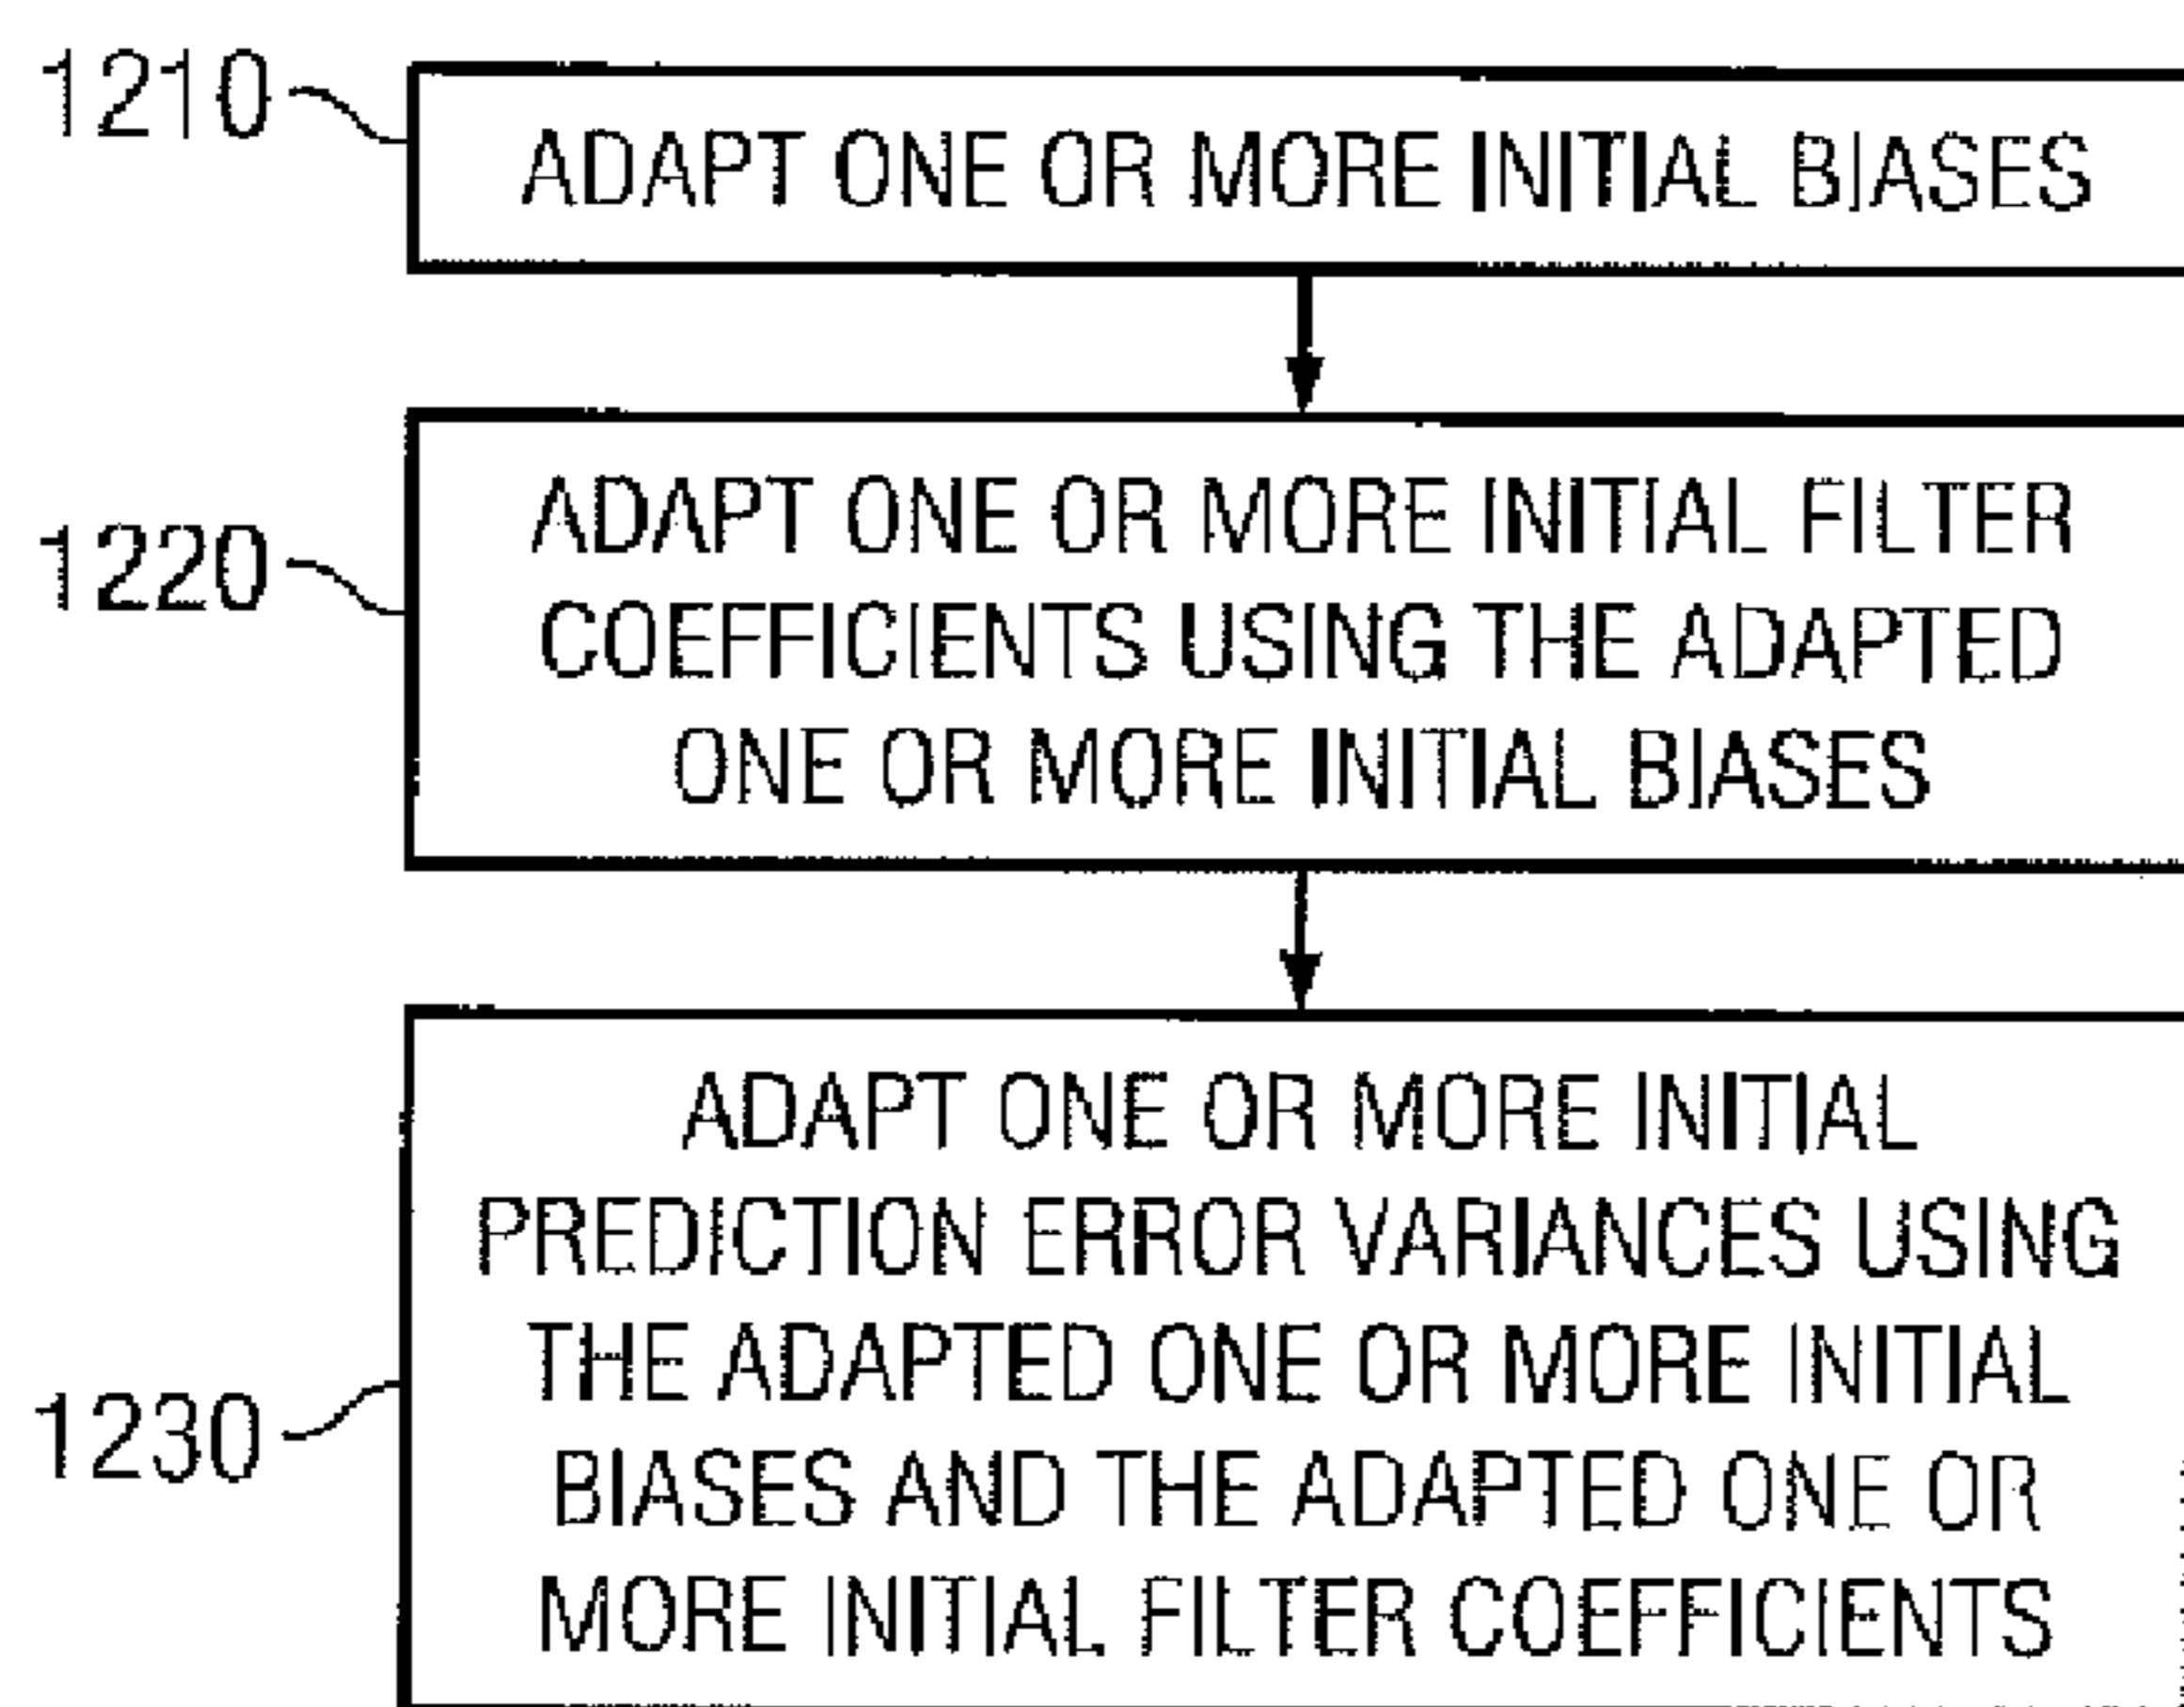 1210
ADAPT ONE OR MORE INITIAL BIASES
1220
ADAPT ONE OR MORE INITIAL FILTER
COEFFICIENTS USING THE ADAPTED
ONE OR MORE INITIAL BIASES
1230
ADAPT ONE OR MORE INITIAL
PREDICTION ERROR VARIANCES USING
THE ADAPTED ONE OR MORE INITIAL
BIASES AND THE ADAPTED ONE OR
MORE INITIAL FILTER COEFFICIENTS